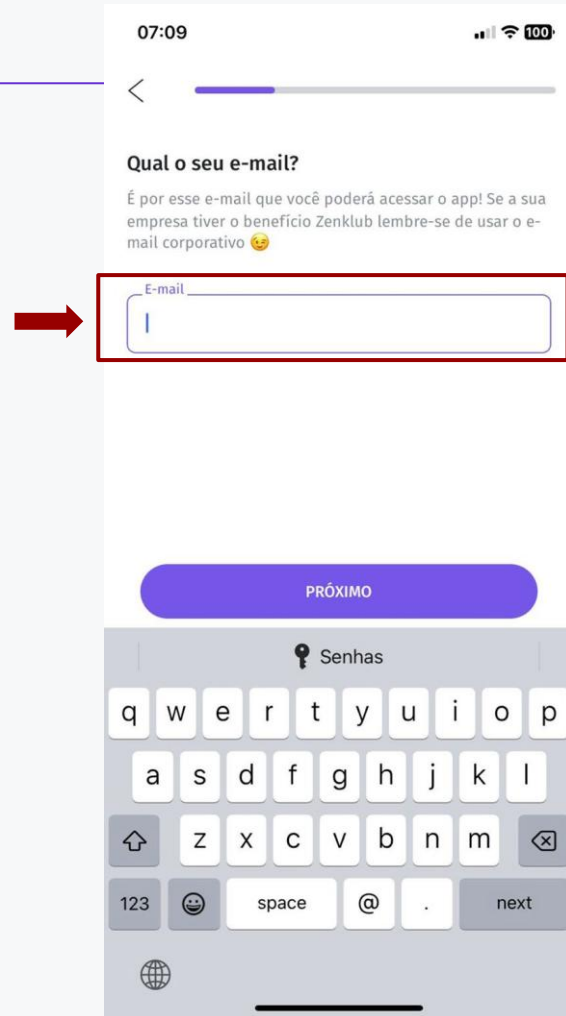 07:09
100
Qual o seu e-mail?
É por esse e-mail que você poderá acessar o app! Se a sua
empresa tiver o benefício Zenklub lembre-se de usar o e-
mail corporativo 😉
E-mail
PRÓXIMO
Senhas
q w e r t y u i o p
a s d f g h j k l
z x c v b n m
123 space @ . next